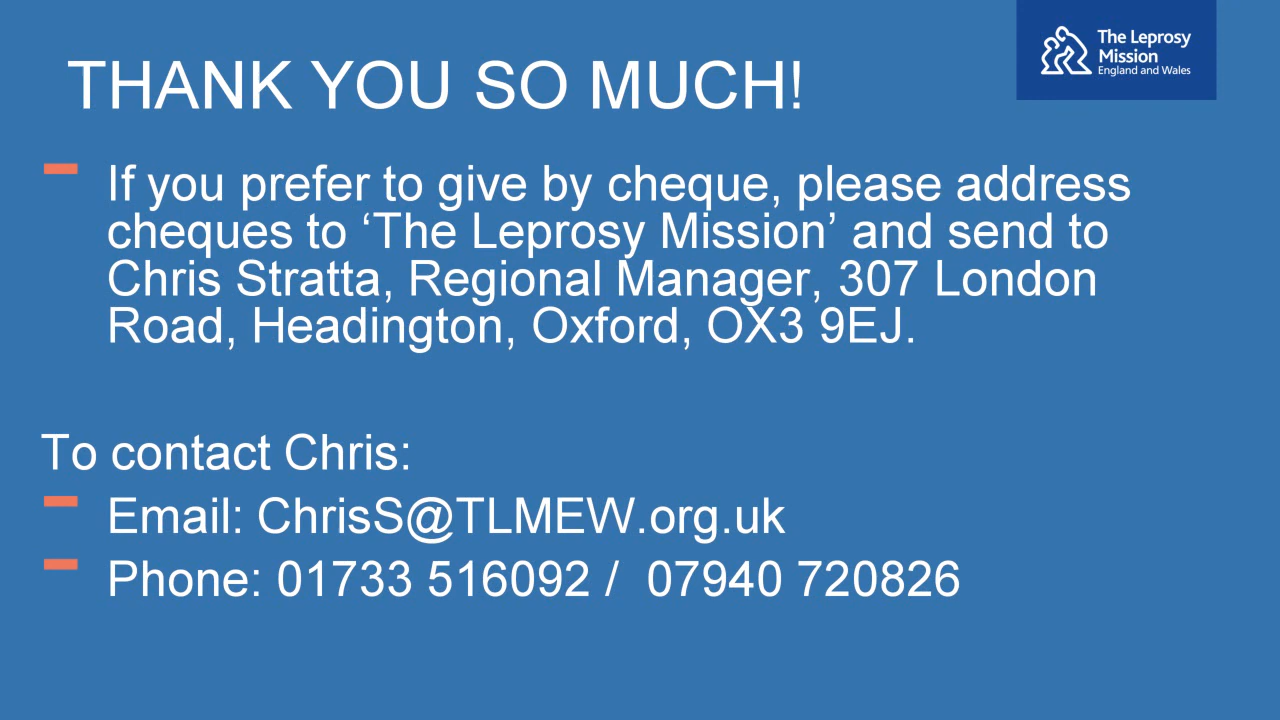 The Leprosy
Mission
England and Wales
THANK YOU SO MUCH!
If you prefer to give by cheque, please address
cheques to ‘The Leprosy Mission’ and send to
Chris Stratta, Regional Manager, 307 London
Road, Headington, Oxford, OX3 9EJ.
To contact Chris:
Email: ChrisS@TLMEW.org.uk
Phone: 01733 516092 /  07940 720826